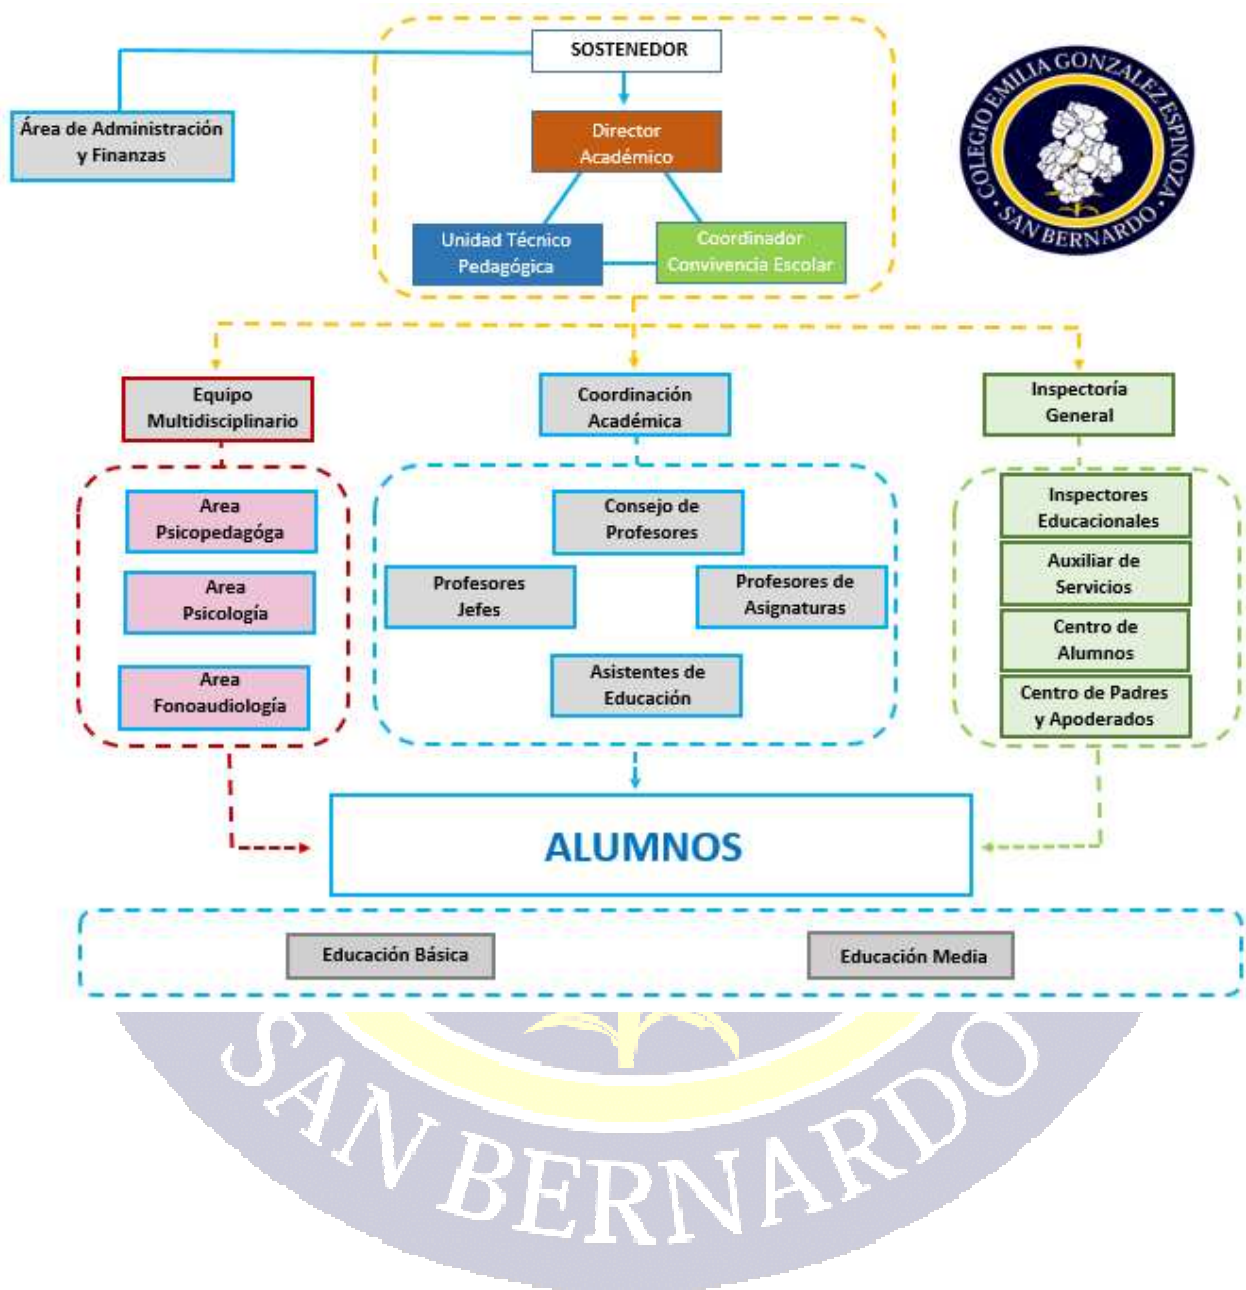 SOSTENEDOR
COLEGIO EMILIA GONZALEZ ESPINOZA
• SAN BERNARDO •
Área de Administración
y Finanzas
Director
Académico
Unidad Técnico
Pedagógica
Coordinador
Convivencia Escolar
Equipo
Multidisciplinario
Coordinación
Académica
Inspectoría
General
Area
Psicopedagóga
Area
Psicología
Area
Fonoaudiología
Consejo de
Profesores
Profesores
Jefes
Profesores de
Asignaturas
Asistentes de
Educación
Inspectores
Educacionales
Auxiliar de
Servicios
Centro de
Alumnos
Centro de Padres
y Apoderados
ALUMNOS
Educación Básica
Educación Media
SAN BERNARDO